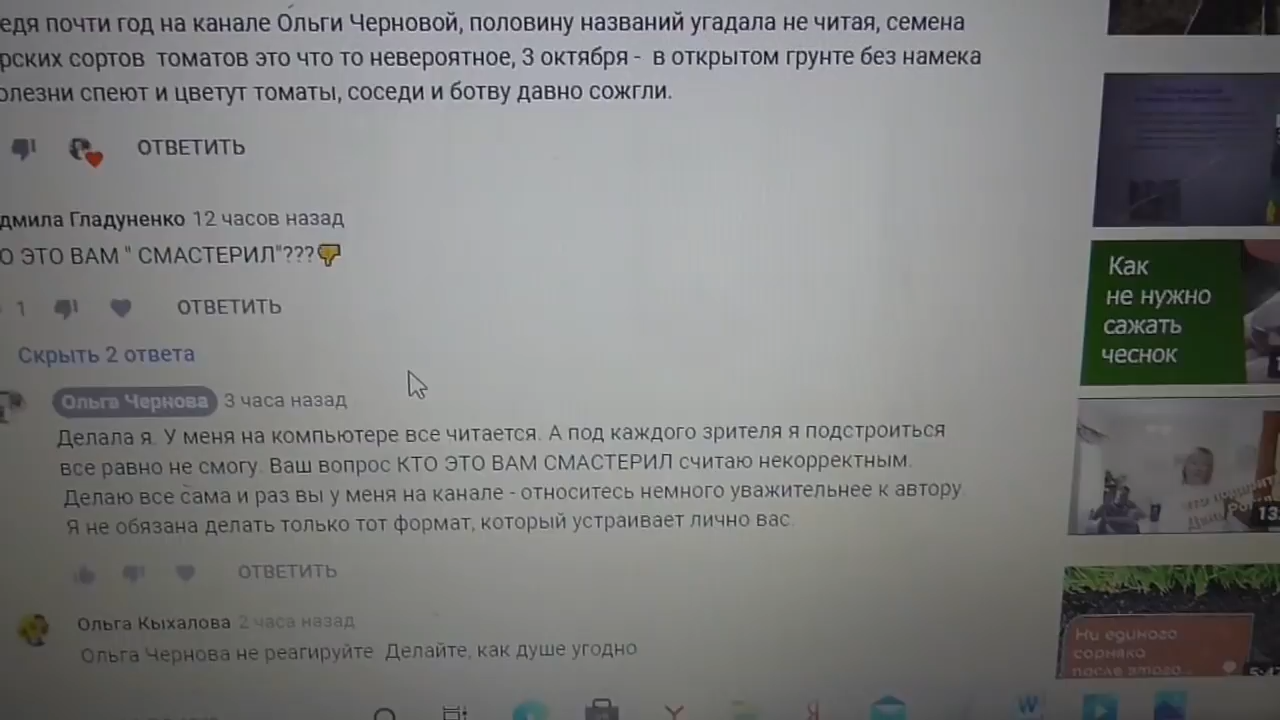 едя почти год на канале Ольги Черновой, половину названий угадала не читая, семена
рских сортов томатов это что то невероятное, 3 октября - в открытом грунте без намека
олезни спеют и цветут томаты, соседи и ботву давно сожгли.
ОТВЕТИТЬ
дмила Гладуненко 12 часов назад
О ЭТО ВАМ " СМАСТЕРИЛ"???👎
1 ОТВЕТИТЬ
Скрыть 2 ответа
Ольга Чернова 3 часа назад
Делала я. У меня на компьютере все читается. А под каждого зрителя я подстроиться
все равно не смогу. Ваш вопрос КТО ЭТО ВАМ СМАСТЕРИЛ считаю некорректным.
Делаю все сама и раз вы у меня на канале - относитесь немного уважительнее к автору.
Я не обязана делать только тот формат, который устраивает лично вас.
ОТВЕТИТЬ
Ольга Кыхалова 2 часа назад
Ольга Чернова не реагируйте Делайте, как душе угодно
Как
не нужно
сажать
чеснок
Ни единого
сорняка
после этого...